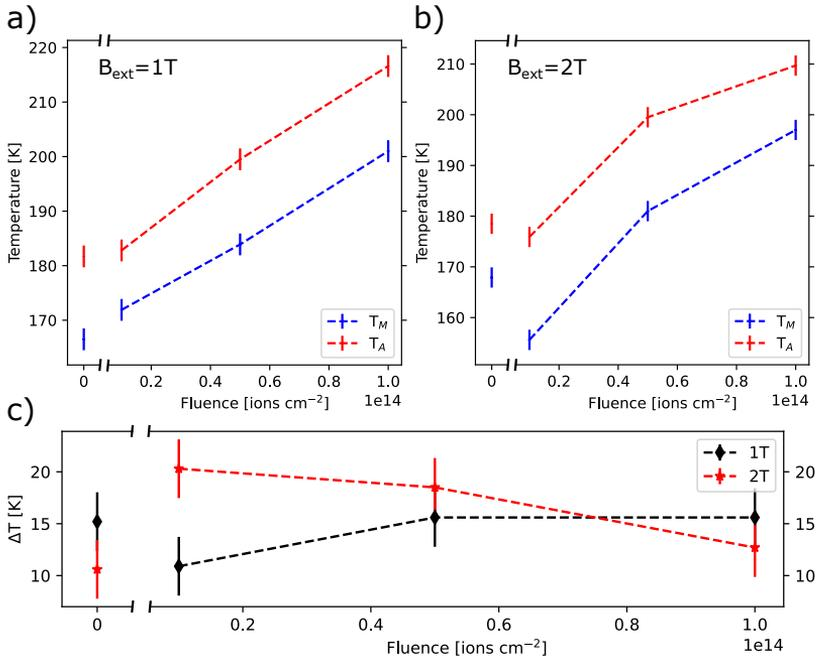 a)
b)
B_ext=1T
220
210
200
190
180
170
Temperature [K]
T_M
T_A
0
0.2
0.4
0.6
0.8
1.0
1e14
Fluence [ions cm⁻²]
B_ext=2T
210
200
190
180
170
160
Temperature [K]
T_M
T_A
0
0.2
0.4
0.6
0.8
1.0
1e14
Fluence [ions cm⁻²]
c)
20
15
10
ΔT [K]
1T
2T
20
15
10
0
0.2
0.4
0.6
0.8
1.0
1e14
Fluence [ions cm⁻²]